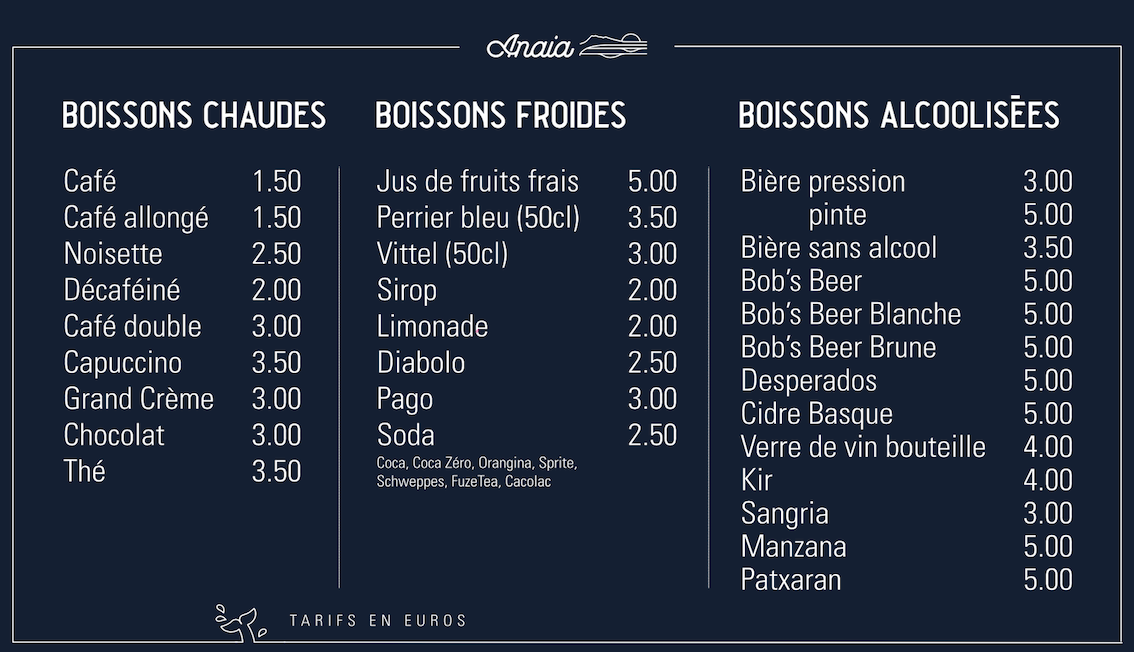 Anaia
BOISSONS CHAUDES
Café 1.50
Café allongé 1.50
Noisette 2.50
Décaféiné 2.00
Café double 3.00
Capuccino 3.50
Grand Crème 3.00
Chocolat 3.00
Thé 3.50
BOISSONS FROIDES
Jus de fruits frais 5.00
Perrier bleu (50cl) 3.50
Vittel (50cl) 3.00
Sirop 2.00
Limonade 2.00
Diabolo 2.50
Pago 3.00
Soda 2.50
Coca, Coca Zéro, Orangina, Sprite,
Schweppes, FuzeTea, Cacolac
BOISSONS ALCOOLISĒES
Bière pression 3.00
pinte 5.00
Bière sans alcool 3.50
Bob’s Beer 5.00
Bob’s Beer Blanche 5.00
Bob’s Beer Brune 5.00
Desperados 5.00
Cidre Basque 5.00
Verre de vin bouteille 4.00
Kir 4.00
Sangria 3.00
Manzana 5.00
Patxaran 5.00
TARIFS EN EUROS